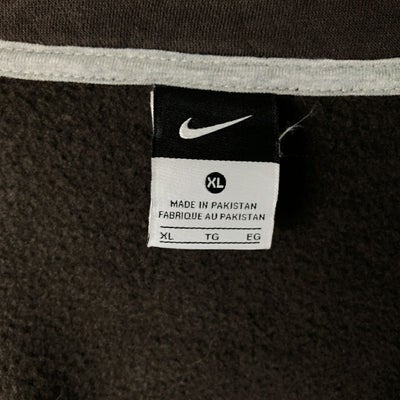 XL
MADE IN PAKISTAN
FABRIQUE AU PAKISTAN
XL TG EG